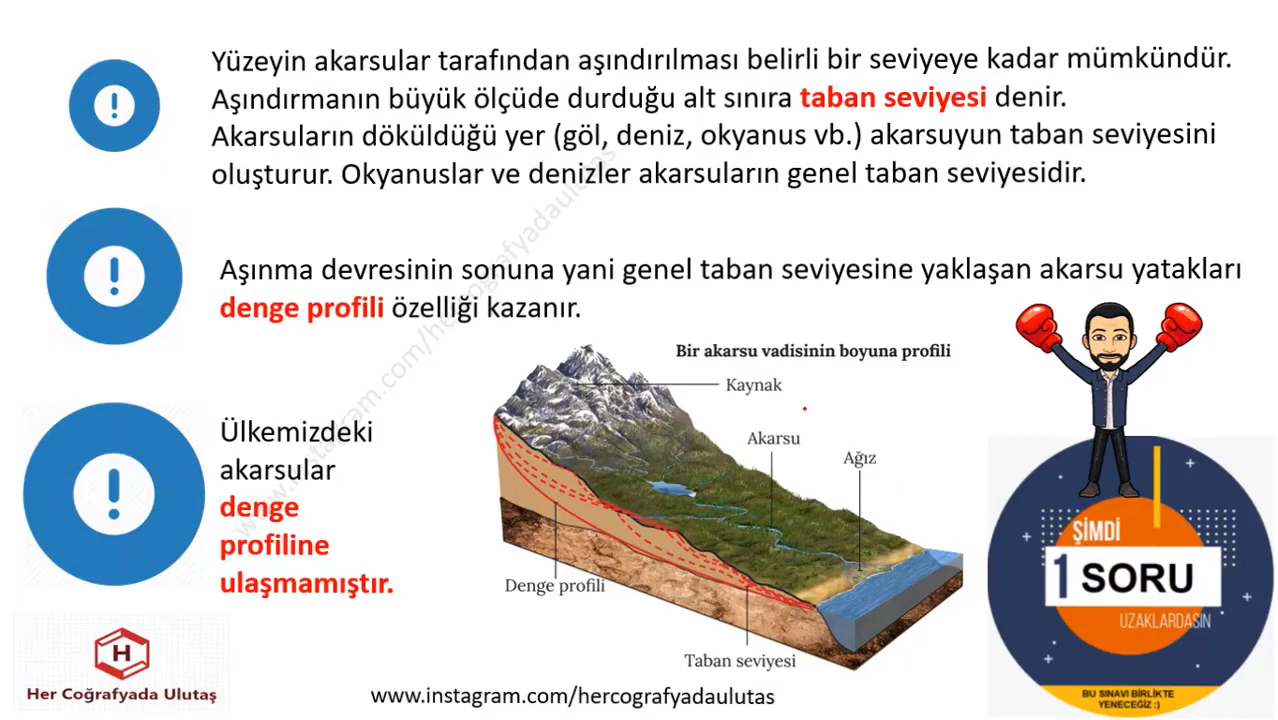 Yüzeyin akarsular tarafından aşındırılması belirli bir seviyeye kadar mümkündür.
Aşındırmanın büyük ölçüde durduğu alt sınıra taban seviyesi denir.
Akarsuların döküldüğü yer (göl, deniz, okyanus vb.) akarsuyun taban seviyesini
oluşturur. Okyanuslar ve denizler akarsuların genel taban seviyesidir.
Aşınma devresinin sonuna yani genel taban seviyesine yaklaşan akarsu yatakları
denge profili özelliği kazanır.
Ülkemizdeki
akarsular
denge
profiline
ulaşmamıştır.
Bir akarsu vadisinin boyuna profili
Kaynak
Akarsu
Ağız
Denge profili
Taban seviyesi
ŞİMDİ
1 SORU
UZAKLARDASIN
BU SINAVI BİRLİKTE
YENECEĞİZ :)
H
Her Coğrafyada Ulutaş
www.instagram.com/hercografyadaulutas
www.instagram.com/hercografyadaulutas